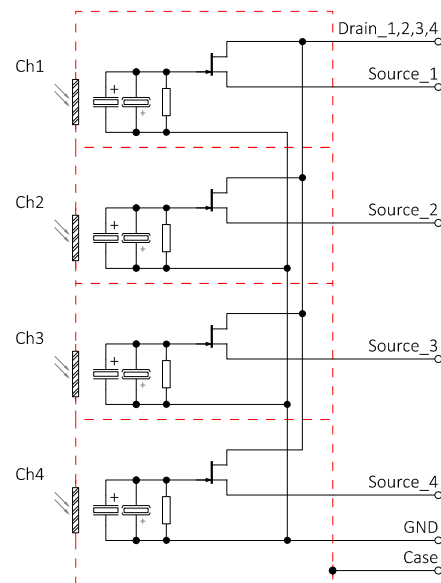 Drain_1,2,3,4
Ch1
Source_1
+
+
Ch2
Source_2
+
+
Ch3
Source_3
+
+
Ch4
Source_4
+
+
GND
Case